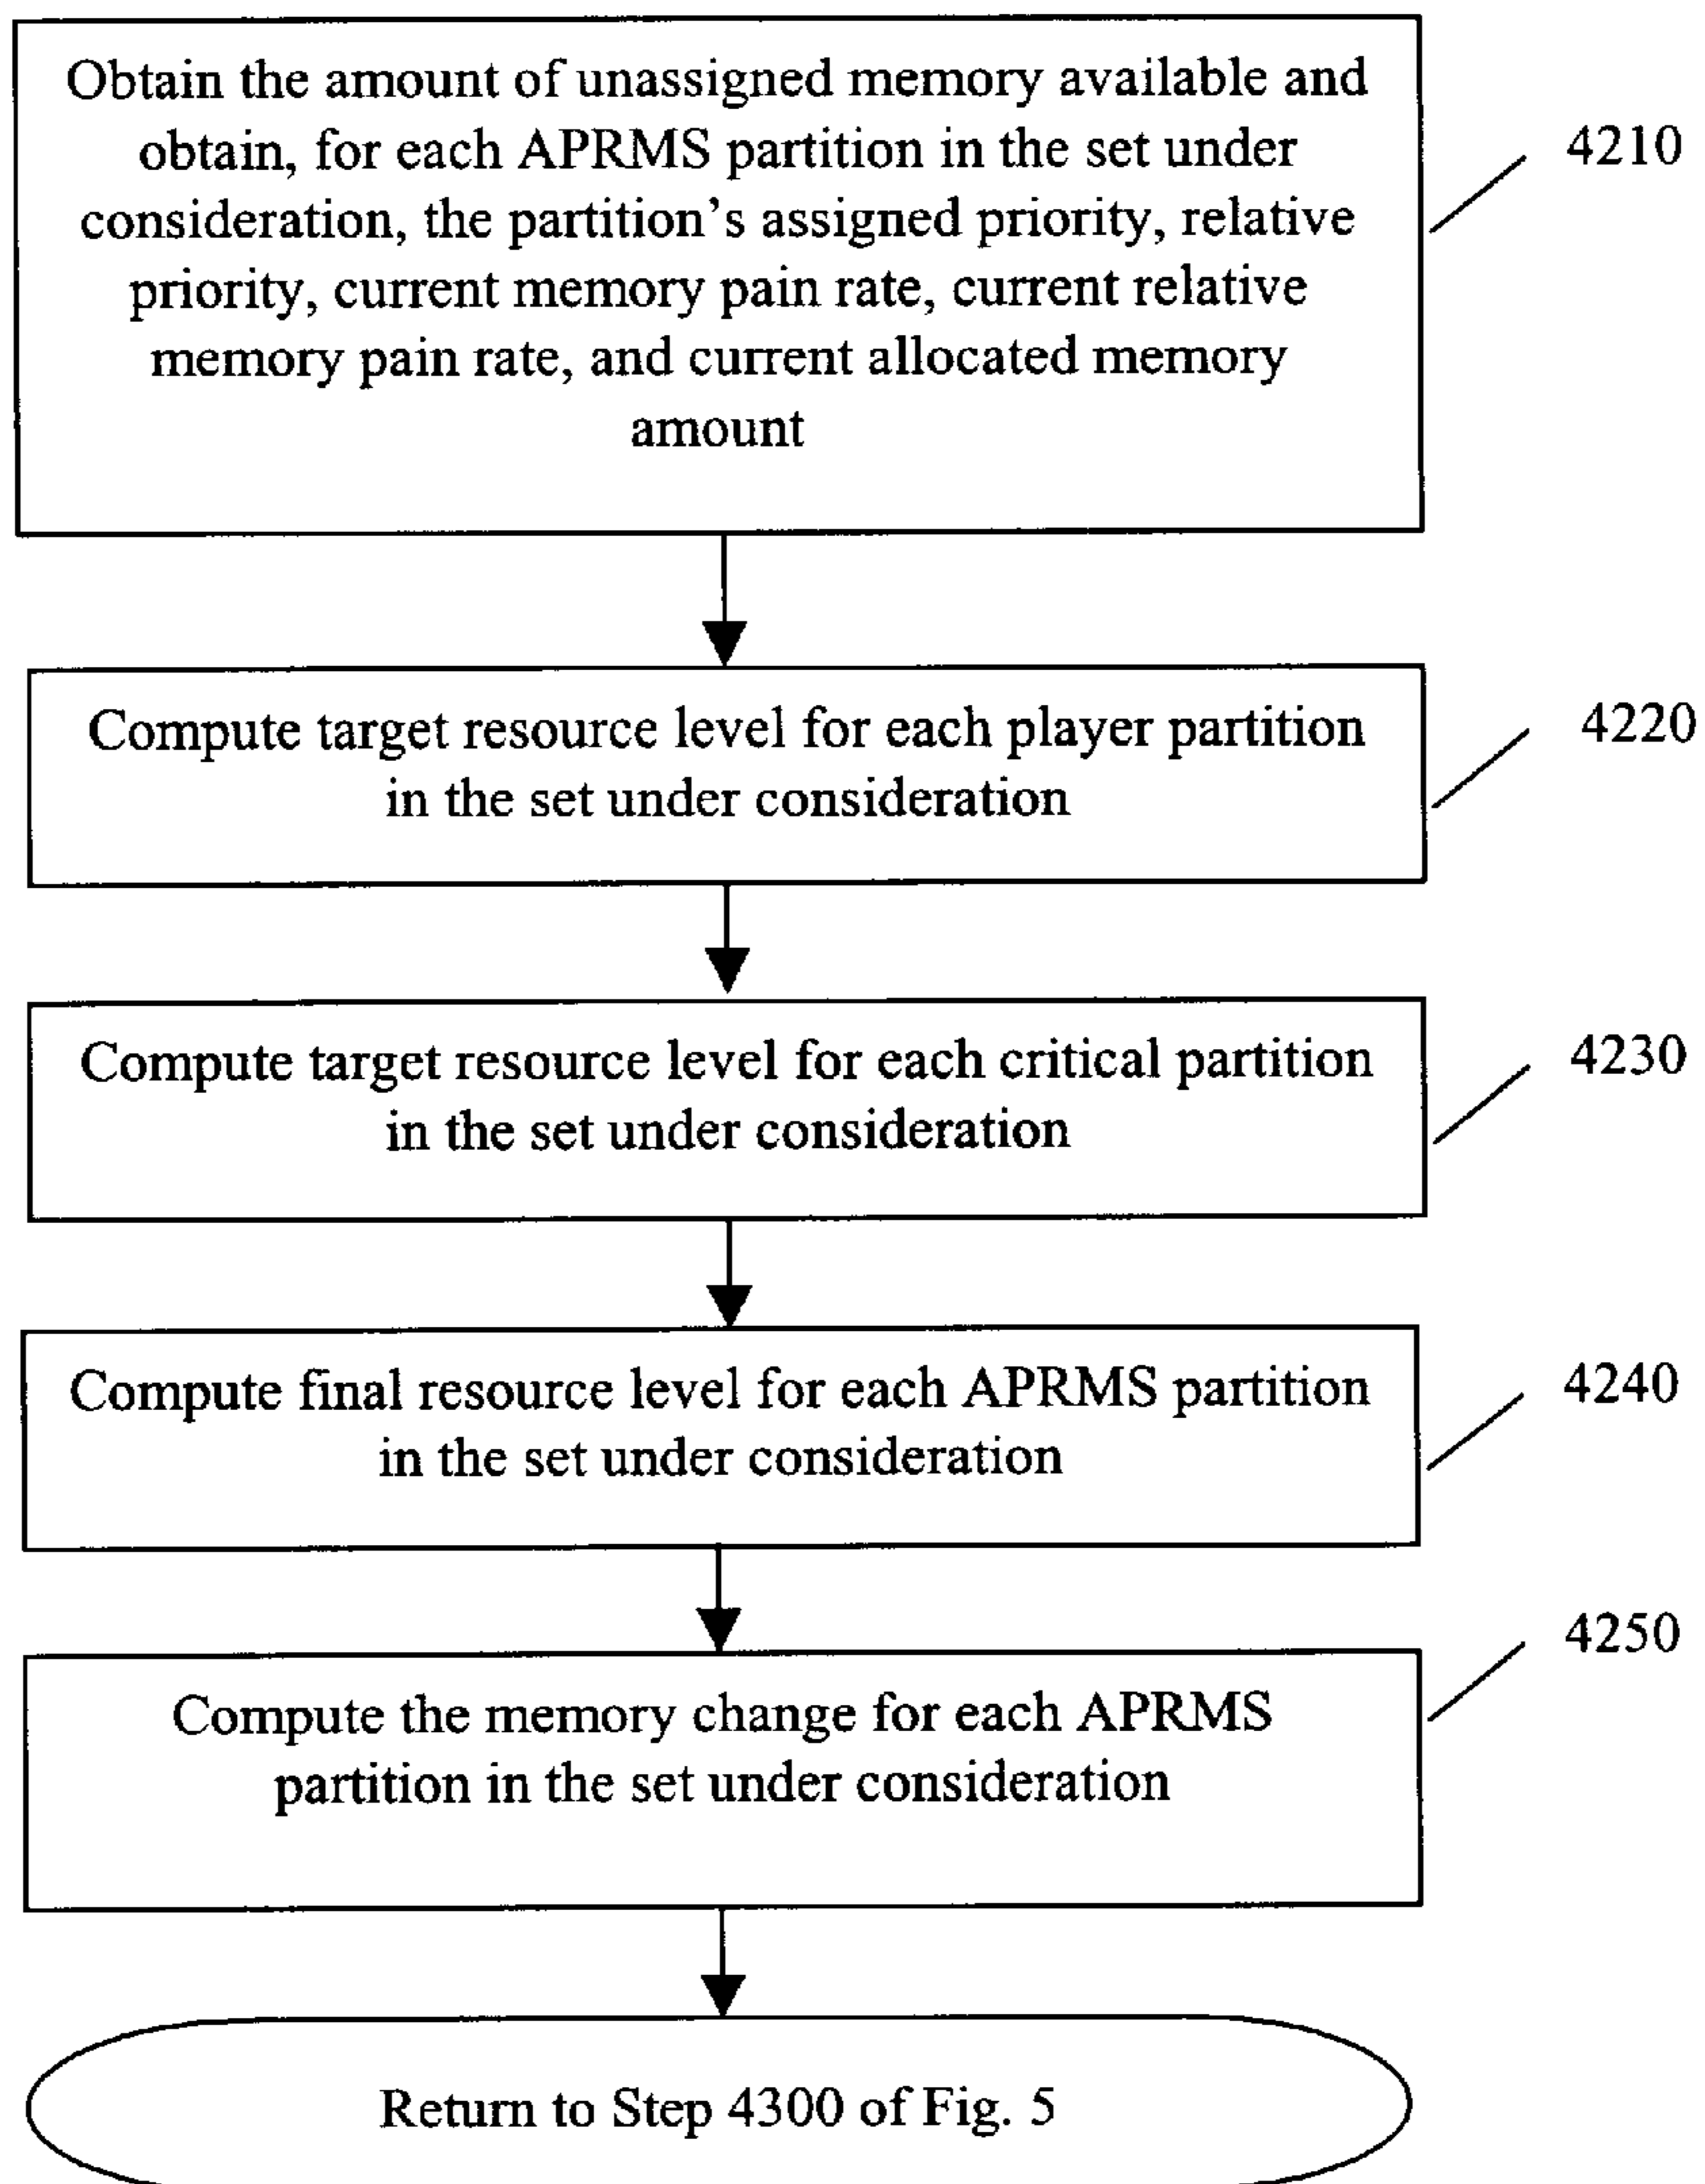 Obtain the amount of unassigned memory available and
obtain, for each APRMS partition in the set under
consideration, the partition's assigned priority, relative
priority, current memory pain rate, current relative
memory pain rate, and current allocated memory
amount
4210
Compute target resource level for each player partition
in the set under consideration
4220
Compute target resource level for each critical partition
in the set under consideration
4230
Compute final resource level for each APRMS partition
in the set under consideration
4240
Compute the memory change for each APRMS
partition in the set under consideration
4250
Return to Step 4300 of Fig. 5